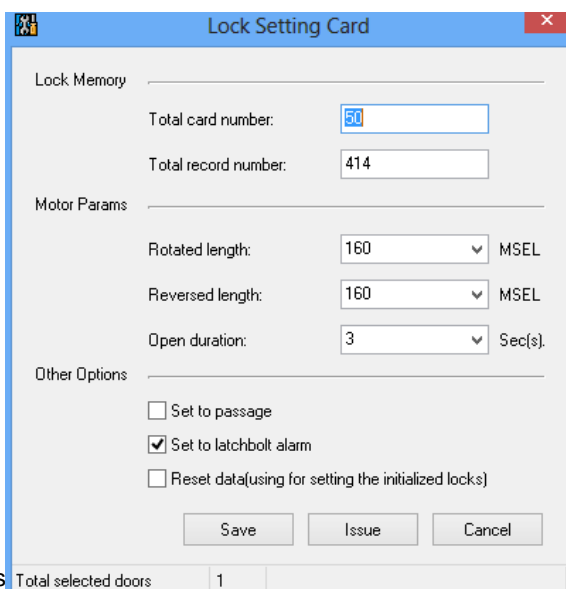 Lock Setting Card
Lock Memory
Total card number: 50
Total record number: 414
Motor Params
Rotated length: 160 MSEL
Reversed length: 160 MSEL
Open duration: 3 Sec(s).
Other Options
Set to passage
Set to latchbolt alarm
Reset data(using for setting the initialized locks)
Save Issue Cancel
s Total selected doors 1